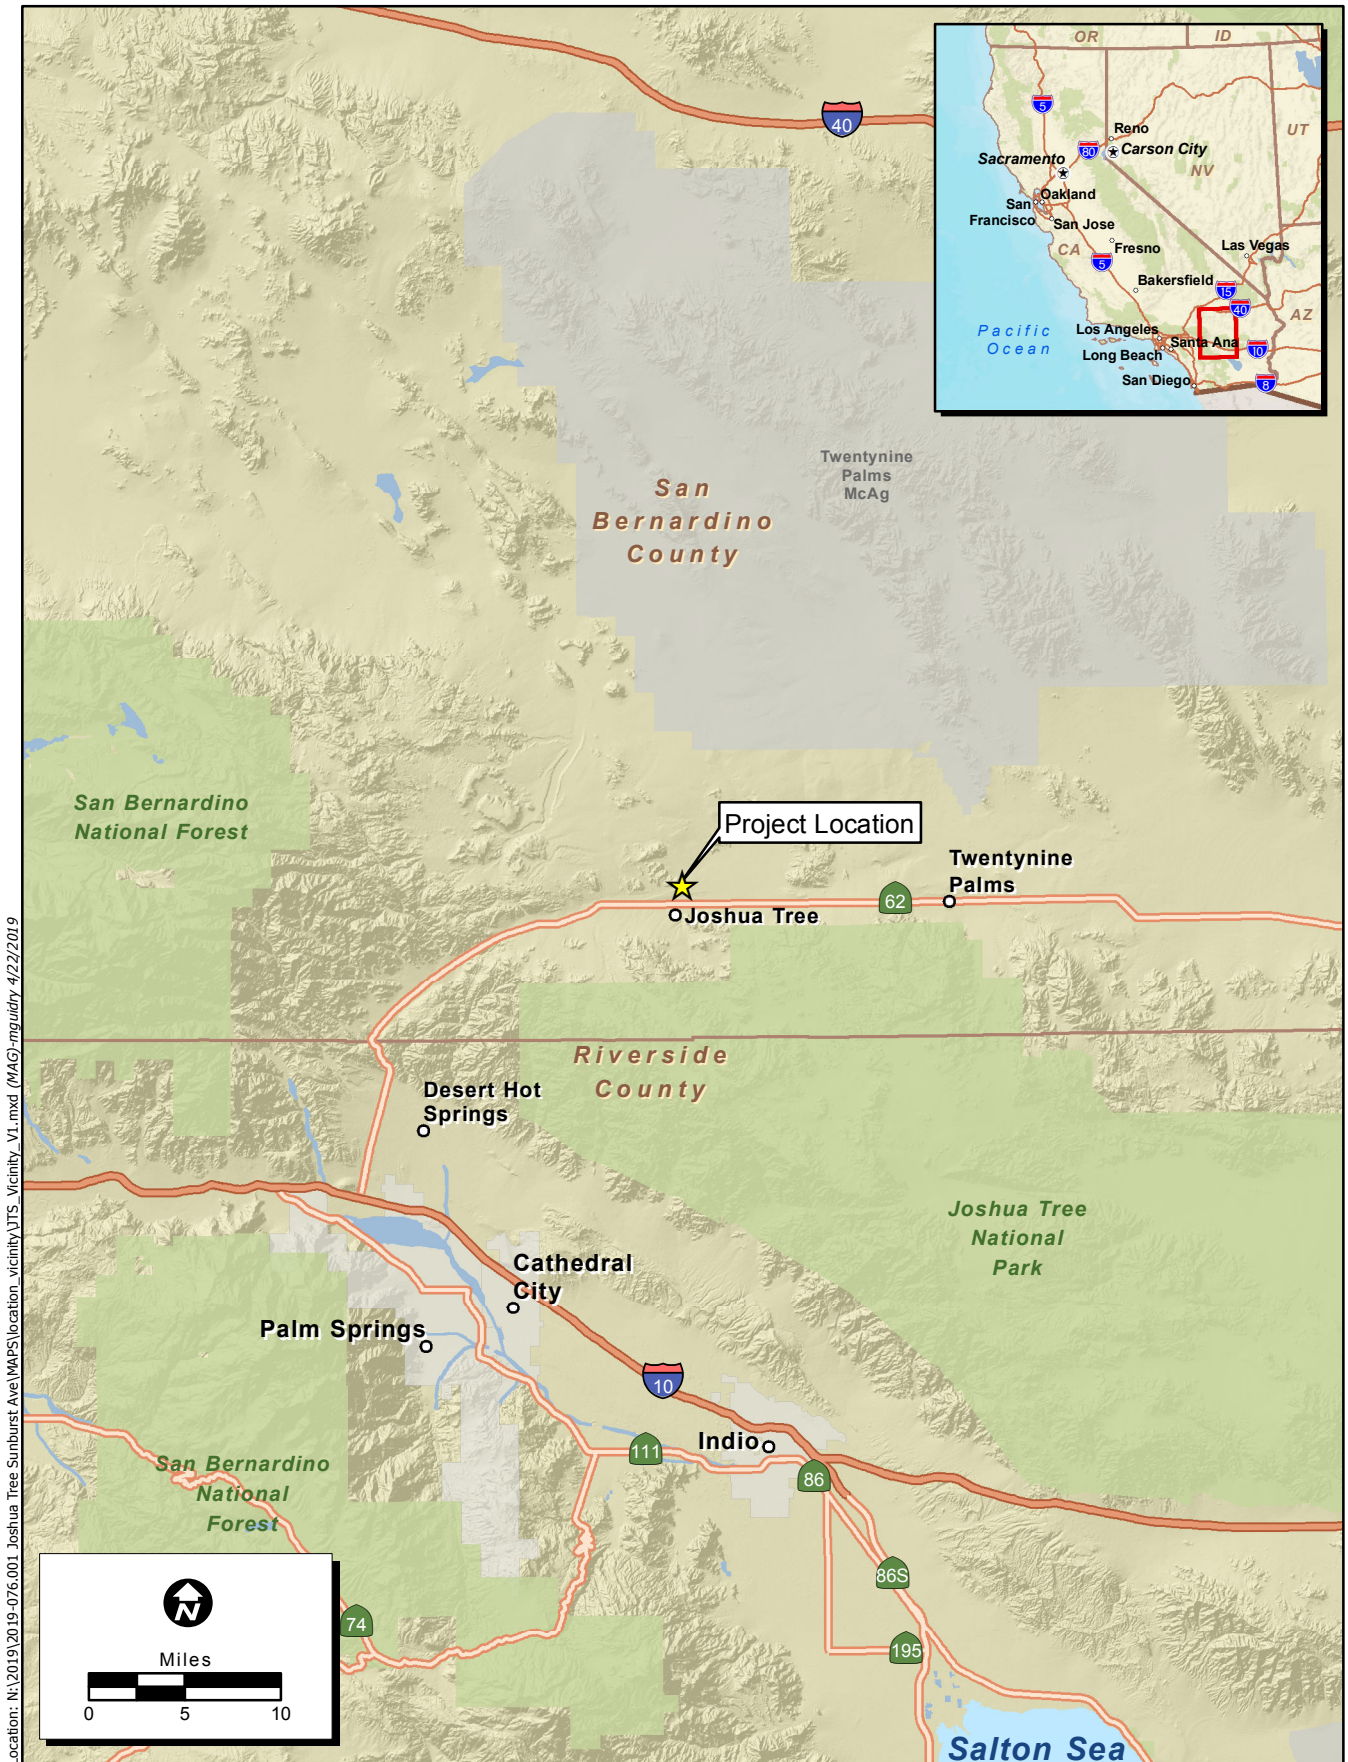 40
OR
ID
5
Reno
UT
80
Carson City
Sacramento
NV
Oakland
San
Francisco
San Jose
CA
Fresno
5
Las Vegas
Bakersfield
15
40
AZ
Pacific
Ocean
Los Angeles
Santa Ana
Long Beach
10
San Diego
8
Twentynine
Palms
McAg
San
Bernardino
County
San Bernardino
National Forest
Project Location
Twentynine
Palms
62
Joshua Tree
Riverside
County
Desert Hot
Springs
Joshua Tree
National
Park
Cathedral
City
Palm Springs
10
Indio
111
86
San Bernardino
National
Forest
86S
74
195
N
Miles
0 5 10
Salton Sea
ocation: N:\2019\2019-076.001 Joshua Tree Sunburst Ave\MAPS\location_vicinity\JTS_Vicinity_V1.mxd (MAG)-mguidry 4/22/2019